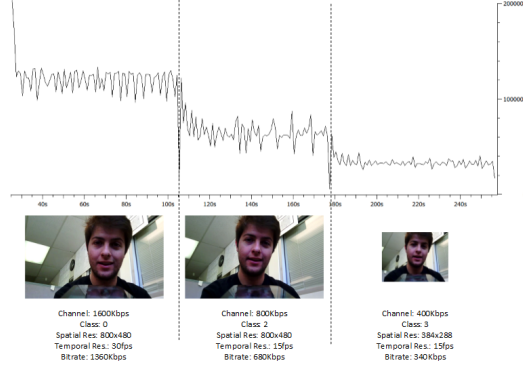 200000
100000
40s 60s 80s 100s 120s 140s 160s 180s 200s 220s 240s
Channel: 1600Kbps
Class: 0
Spatial Res: 800x480
Temporal Res.: 30fps
Bitrate: 1360Kbps
Channel: 800Kbps
Class: 2
Spatial Res: 800x480
Temporal Res.: 15fps
Bitrate: 680Kbps
Channel: 400Kbps
Class: 3
Spatial Res: 384x288
Temporal Res.: 15fps
Bitrate: 340Kbps